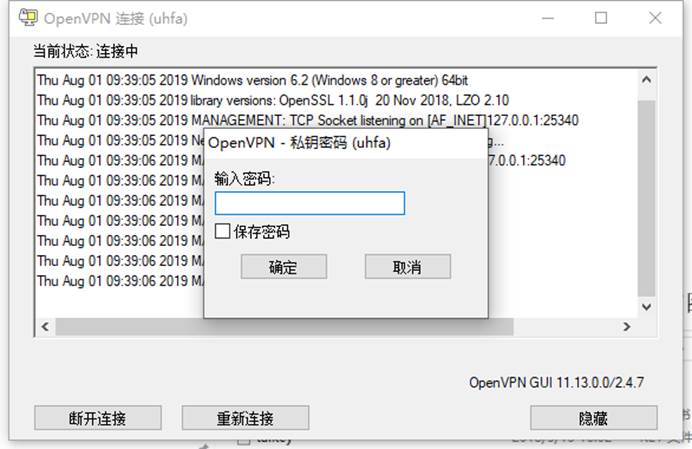 OpenVPN 连接 (uhfa)
当前状态: 连接中
Thu Aug 01 09:39:05 2019 Windows version 6.2 (Windows 8 or greater) 64bit
Thu Aug 01 09:39:05 2019 library versions: OpenSSL 1.1.0j 20 Nov 2018, LZO 2.10
Thu Aug 01 09:39:05 2019 MANAGEMENT: TCP Socket listening on [AF_INET]127.0.0.1:25340
Thu Aug 01 09:39:05 2019 Ne
Thu Aug 01 09:39:06 2019 MA 7.0.0.1:25340
Thu Aug 01 09:39:06 2019 MA
Thu Aug 01 09:39:06 2019 MA
Thu Aug 01 09:39:06 2019 MA
Thu Aug 01 09:39:06 2019 MA
Thu Aug 01 09:39:06 2019 MA
Thu Aug 01 09:39:06 2019 MA
OpenVPN - 私钥密码 (uhfa)
输入密码:
保存密码
确定 取消
OpenVPN GUI 11.13.0.0/2.4.7
断开连接 重新连接 隐藏